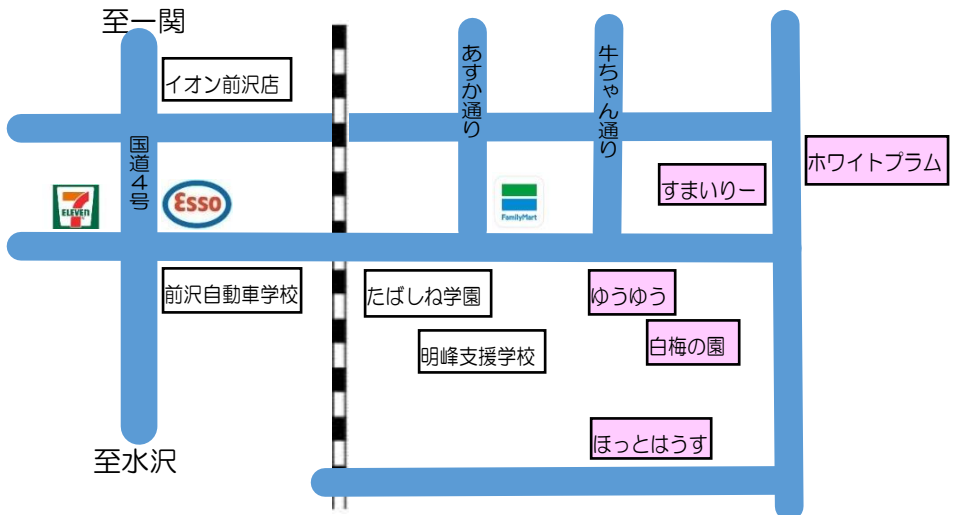 至一関
イオン前沢店
あすか通り
牛ちゃん通り
国道4号
ホワイトプラム
すまいりー
7
ELEVEN
Esso
FamilyMart
前沢自動車学校
たばしね学園
ゆうゆう
白梅の園
明峰支援学校
ほっとはうす
至水沢